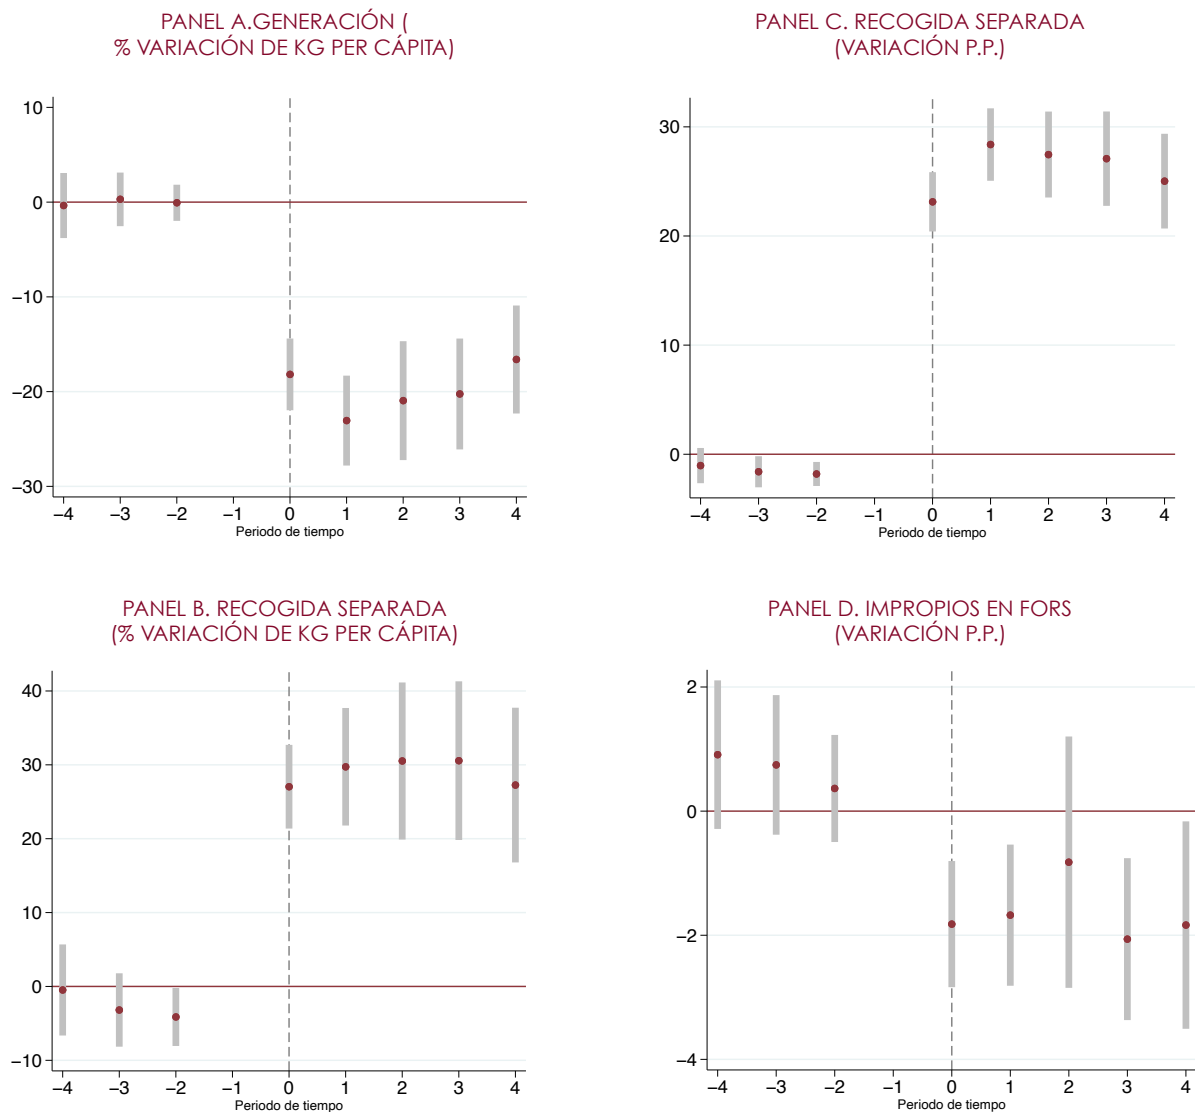 PANEL A.GENERACIÓN (
% VARIACIÓN DE KG PER CÁPITA)
10
0
−10
−20
−30
−4 −3 −2 −1 0 1 2 3 4
Periodo de tiempo
PANEL C. RECOGIDA SEPARADA
(VARIACIÓN P.P.)
30
20
10
0
−4 −3 −2 −1 0 1 2 3 4
Periodo de tiempo
PANEL B. RECOGIDA SEPARADA
(% VARIACIÓN DE KG PER CÁPITA)
40
30
20
10
0
−10
−4 −3 −2 −1 0 1 2 3 4
Periodo de tiempo
PANEL D. IMPROPIOS EN FORS
(VARIACIÓN P.P.)
2
0
−2
−4
−4 −3 −2 −1 0 1 2 3 4
Periodo de tiempo